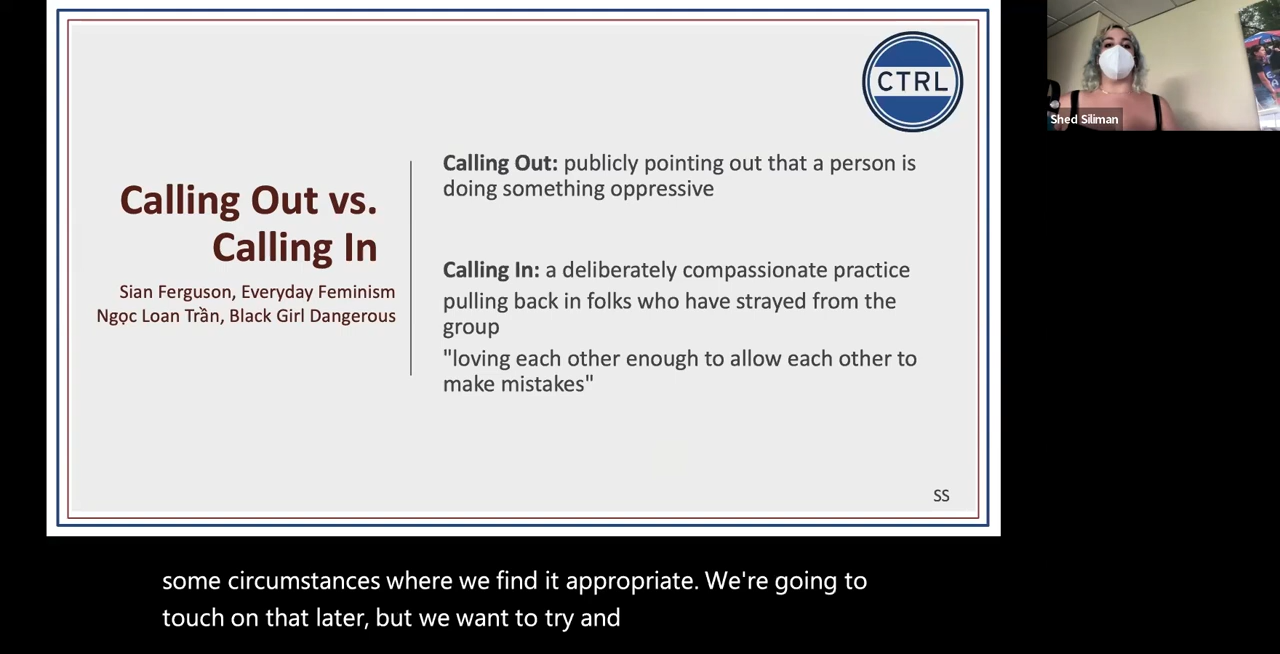 CTRL
Calling Out vs.
Calling In
Sian Ferguson, Everyday Feminism
Ngọc Loan Trần, Black Girl Dangerous
Calling Out: publicly pointing out that a person is
doing something oppressive
Calling In: a deliberately compassionate practice
pulling back in folks who have strayed from the
group
"loving each other enough to allow each other to
make mistakes"
SS
Shed Siliman
some circumstances where we find it appropriate. We're going to
touch on that later, but we want to try and